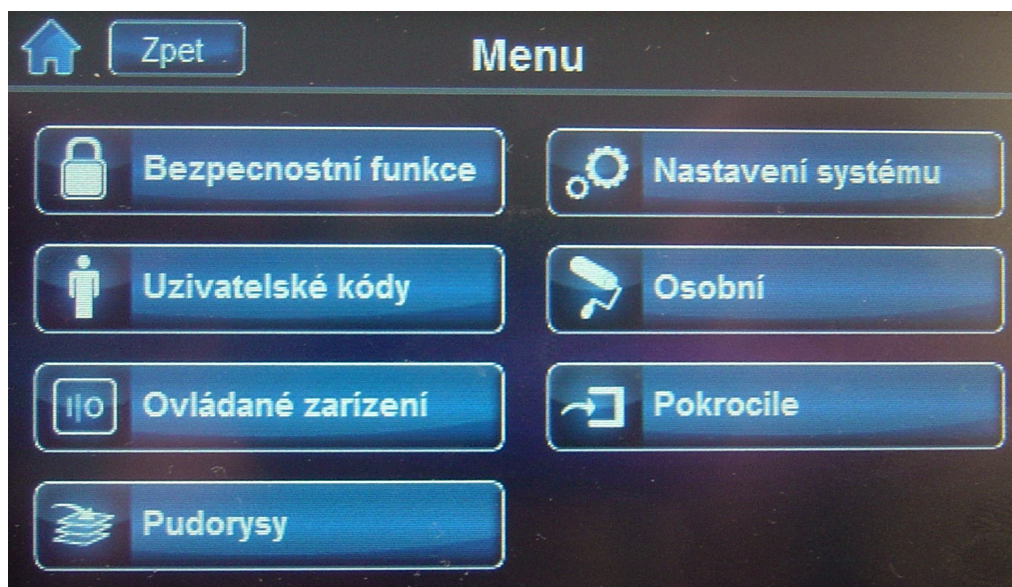 Zpet
Menu
Bezpecnostní funkce
Nastavení systému
Uzivatelské kódy
Osobní
Ovládané zarízení
Pokrocile
Pudorysy